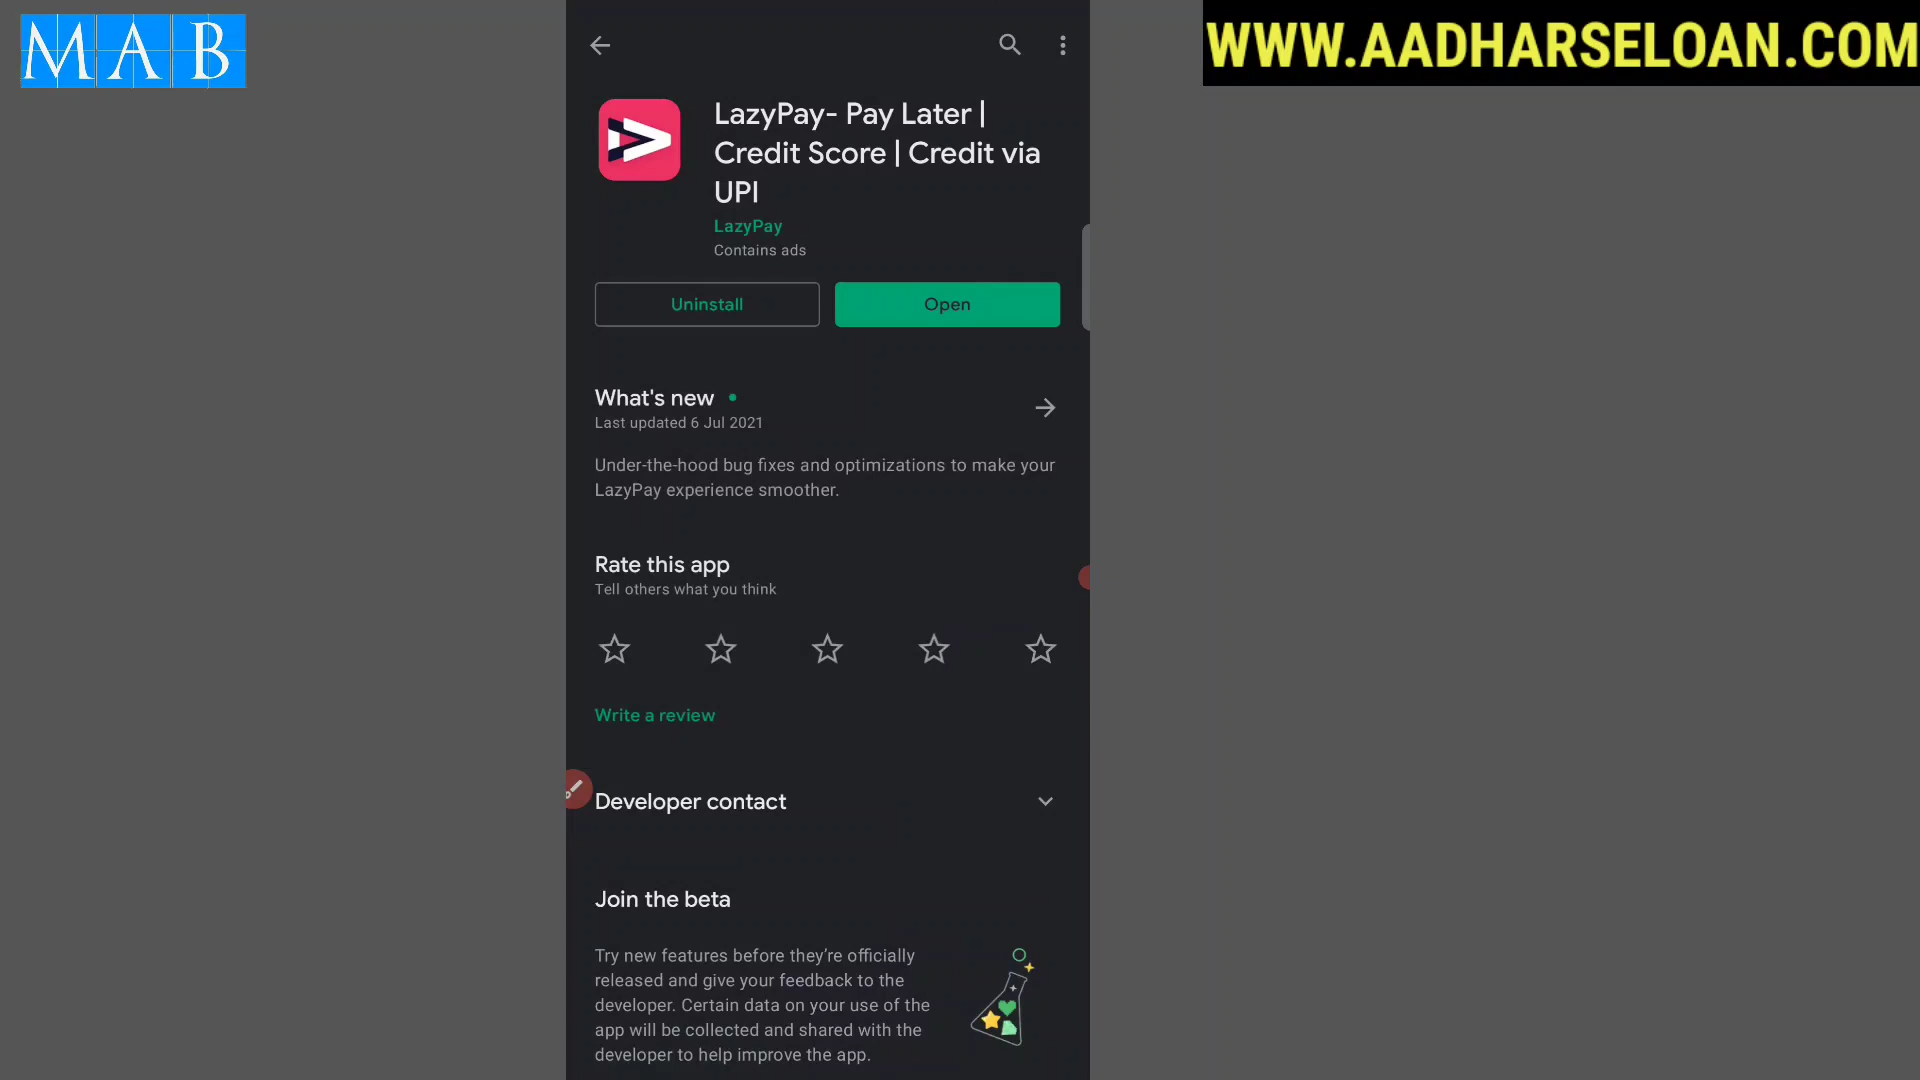 MAB
WWW.AADHARSELOAN.COM
LazyPay- Pay Later |
Credit Score | Credit via
UPI
LazyPay
Contains ads
Uninstall
Open
What's new
Last updated 6 Jul 2021
Under-the-hood bug fixes and optimizations to make your
LazyPay experience smoother.
Rate this app
Tell others what you think
Write a review
Developer contact
Join the beta
Try new features before they're officially
released and give your feedback to the
developer. Certain data on your use of the
app will be collected and shared with the
developer to help improve the app.